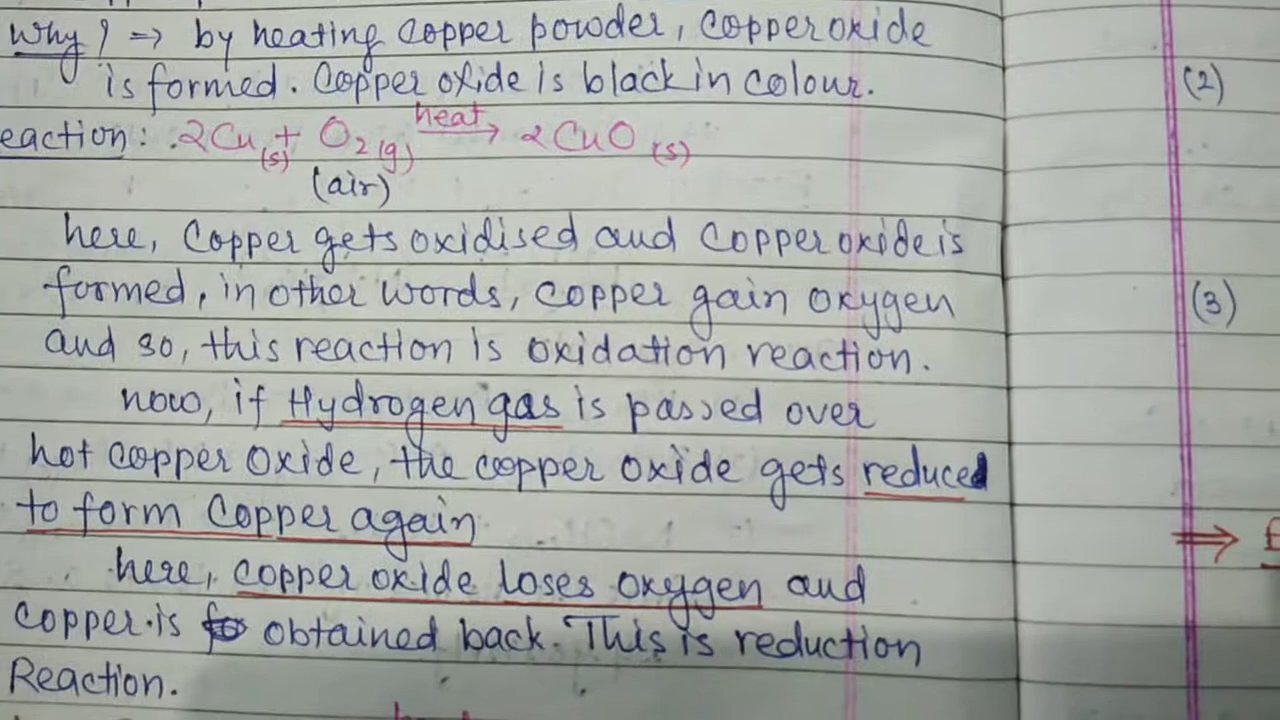 Why? => by heating copper powder, copper oxide
is formed. Copper oxide is black in colour.
eaction: 2Cu(s) + O2(g) heat→ 2CuO(s)
(air)
here, Copper gets oxidised and copper oxide is
formed, in other words, copper gain oxygen
and so, this reaction is oxidation reaction.
now, if Hydrogen gas is passed over
hot copper oxide, the copper oxide gets reduced
to form Copper again
here, copper oxide loses oxygen and
copper is obtained back. This is reduction
Reaction.
(2)
(3)